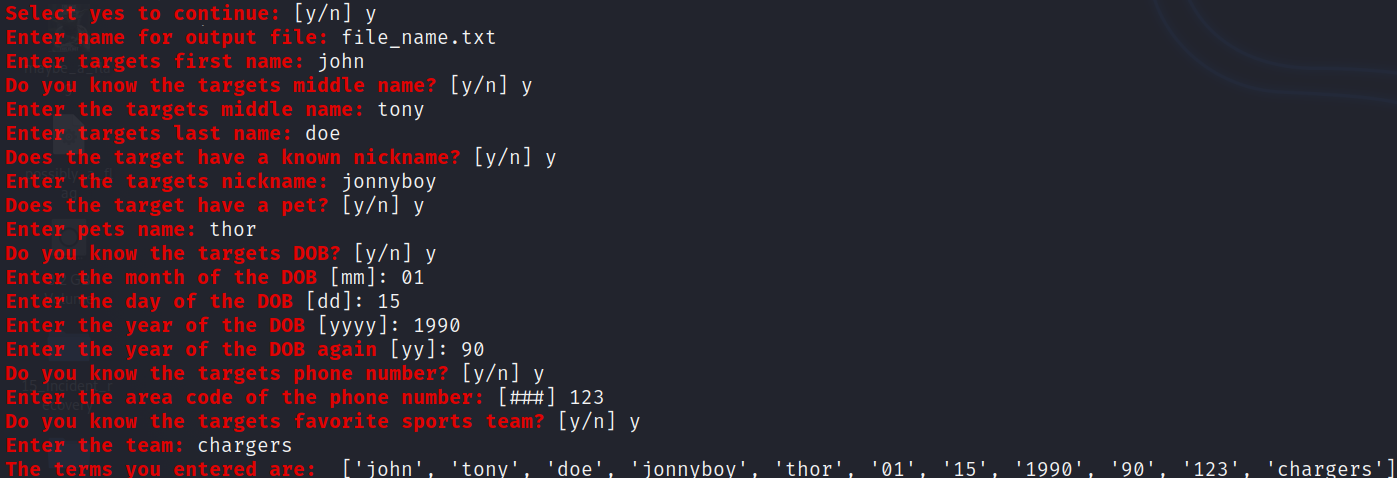 Select yes to continue: [y/n] y
Enter name for output file: file_name.txt
Enter targets first name: john
Do you know the targets middle name? [y/n] y
Enter the targets middle name: tony
Enter targets last name: doe
Does the target have a known nickname? [y/n] y
Enter the targets nickname: jonnyboy
Does the target have a pet? [y/n] y
Enter pets name: thor
Do you know the targets DOB? [y/n] y
Enter the month of the DOB [mm]: 01
Enter the day of the DOB [dd]: 15
Enter the year of the DOB [yyyy]: 1990
Enter the year of the DOB again [yy]: 90
Do you know the targets phone number? [y/n] y
Enter the area code of the phone number: [###] 123
Do you know the targets favorite sports team? [y/n] y
Enter the team: chargers
The terms you entered are:  ['john', 'tony', 'doe', 'jonnyboy', 'thor', '01', '15', '1990', '90', '123', 'chargers']